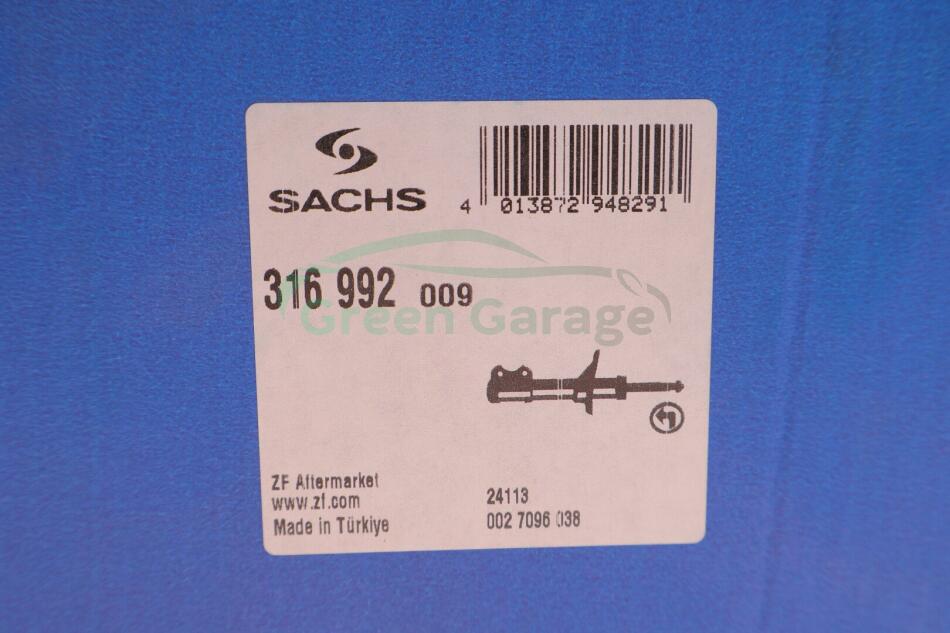 SACHS
4 013872 948291
316 992 009
Green Garage
ZF Aftermarket
www.zf.com
Made in Türkiye
24113
002 7096 038